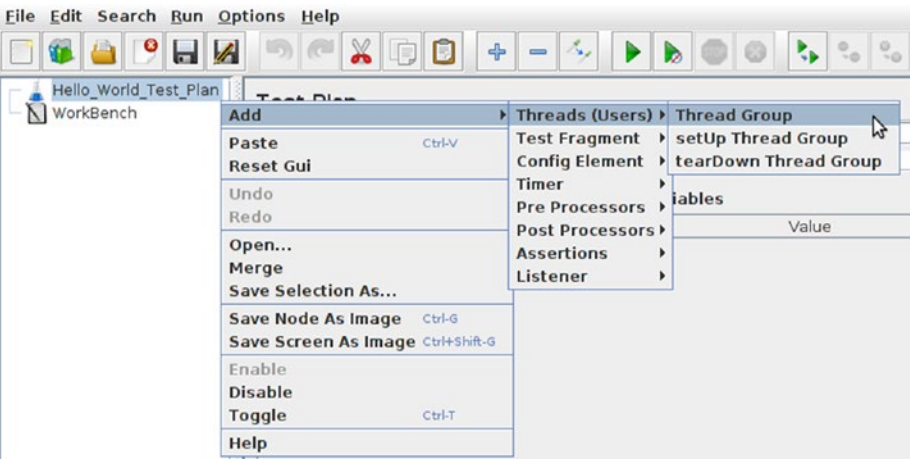 File Edit Search Run Options Help
Hello_World_Test_Plan
WorkBench
Test Plan
Add
Paste Ctrl-V
Reset Gui
Undo
Redo
Open...
Merge
Save Selection As...
Save Node As Image Ctrl-G
Save Screen As Image Ctrl+Shift-G
Enable
Disable
Toggle Ctrl-T
Help
Threads (Users)
Test Fragment
Config Element
Timer
Pre Processors
Post Processors
Assertions
Listener
Thread Group
setUp Thread Group
tearDown Thread Group
iables
Value